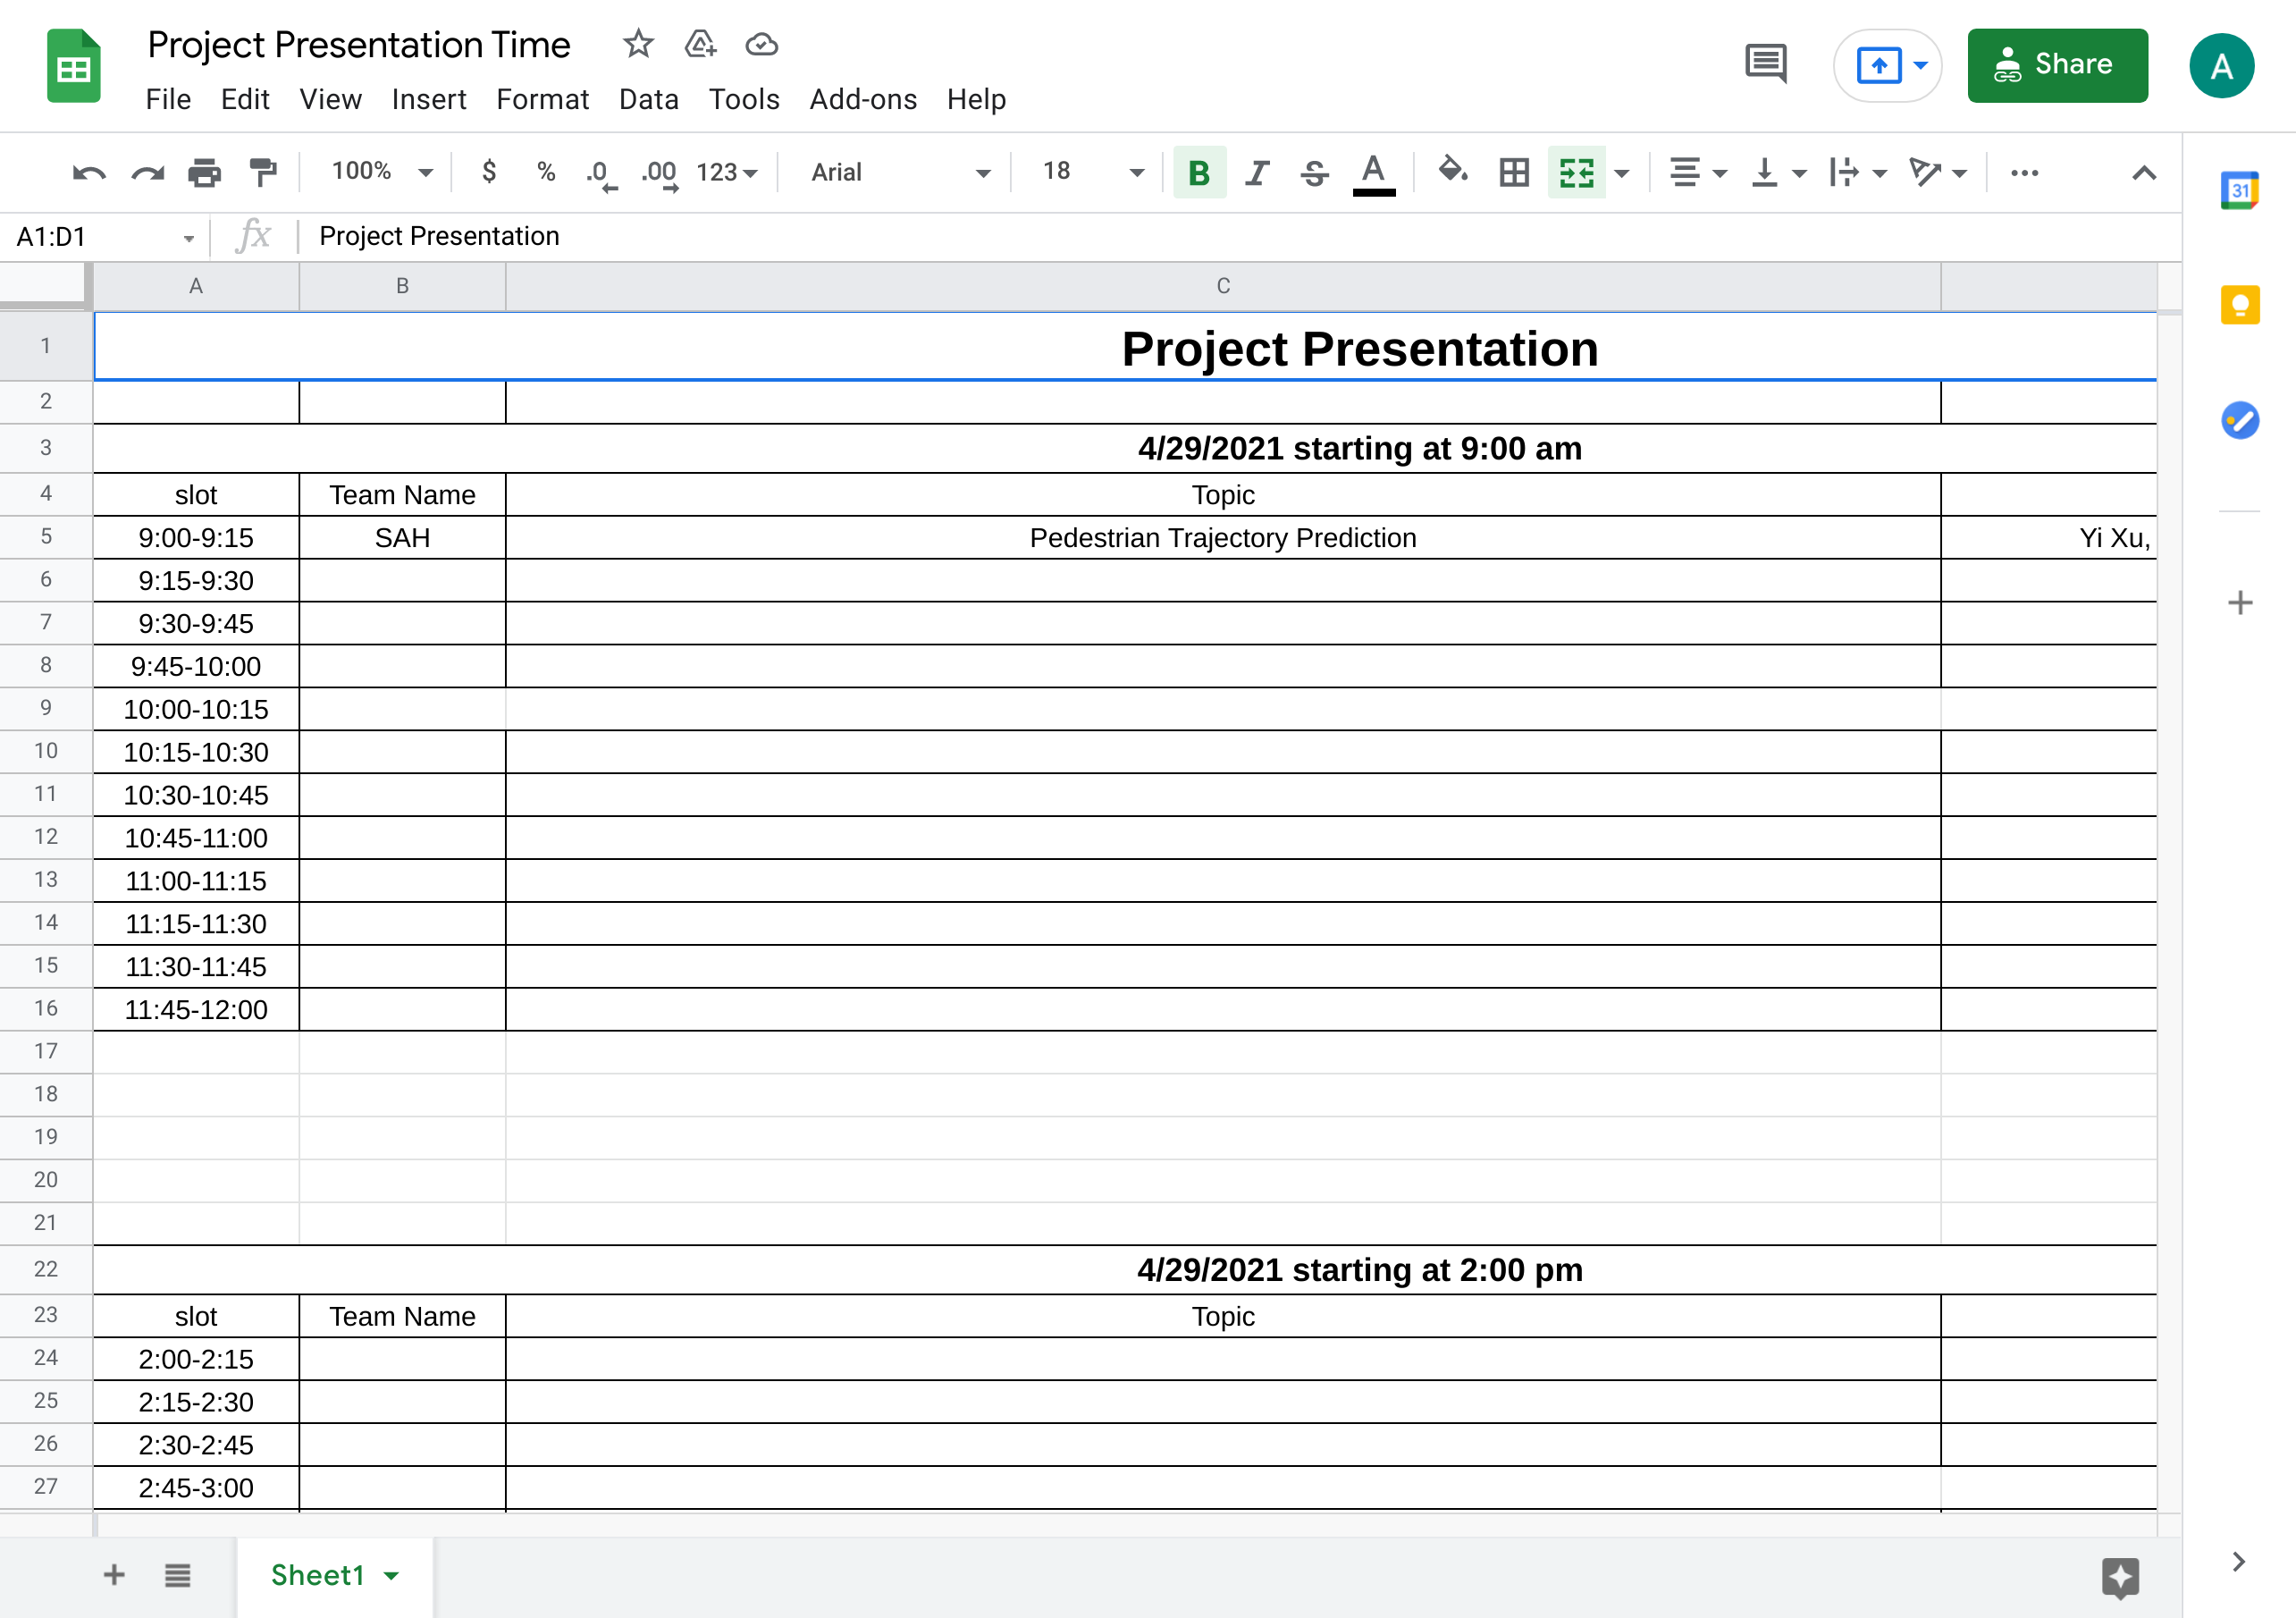 Project Presentation Time
File Edit View Insert Format Data Tools Add-ons Help
Share
A
100% $ % .0 .00 123 Arial 18 B I S A
31
A1:D1 fx Project Presentation
A B C
1 Project Presentation
2
3 4/29/2021 starting at 9:00 am
4 slot Team Name Topic
5 9:00-9:15 SAH Pedestrian Trajectory Prediction Yi Xu,
6 9:15-9:30
7 9:30-9:45
8 9:45-10:00
9 10:00-10:15
10 10:15-10:30
11 10:30-10:45
12 10:45-11:00
13 11:00-11:15
14 11:15-11:30
15 11:30-11:45
16 11:45-12:00
17
18
19
20
21
22 4/29/2021 starting at 2:00 pm
23 slot Team Name Topic
24 2:00-2:15
25 2:15-2:30
26 2:30-2:45
27 2:45-3:00
Sheet1